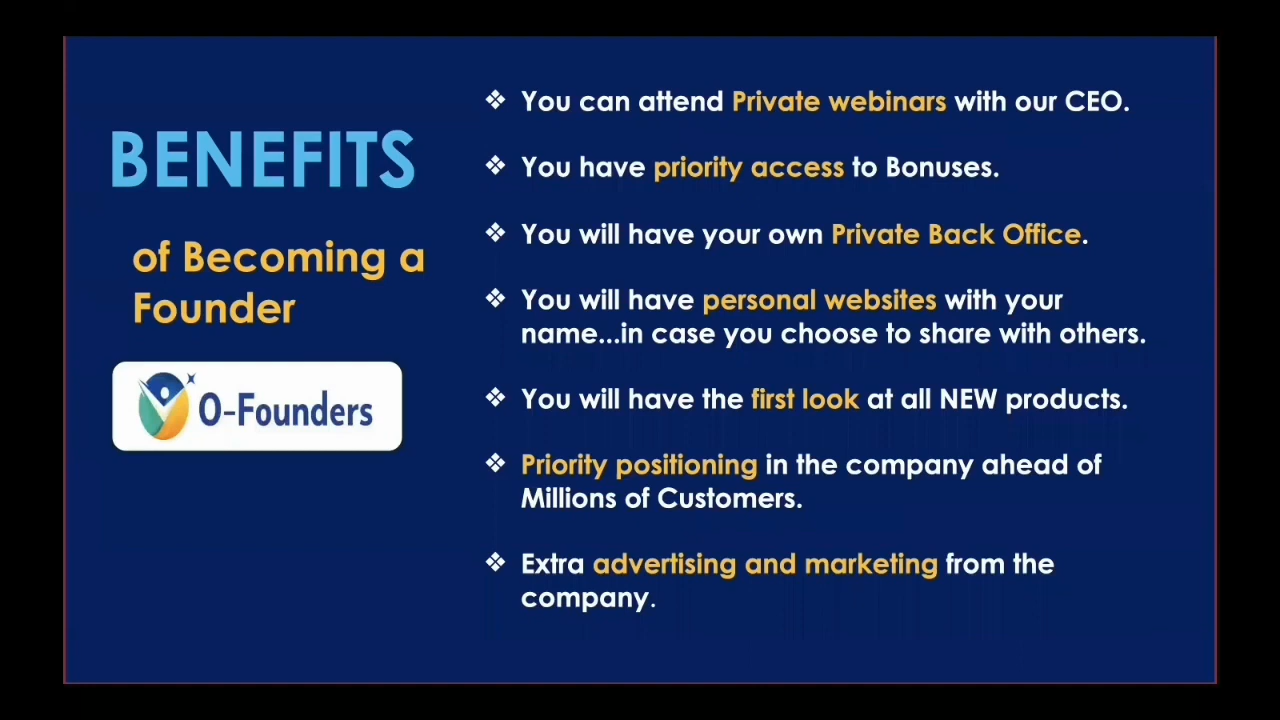 BENEFITS
of Becoming a
Founder
O-Founders
❖ You can attend Private webinars with our CEO.
❖ You have priority access to Bonuses.
❖ You will have your own Private Back Office.
❖ You will have personal websites with your
name...in case you choose to share with others.
❖ You will have the first look at all NEW products.
❖ Priority positioning in the company ahead of
Millions of Customers.
❖ Extra advertising and marketing from the
company.